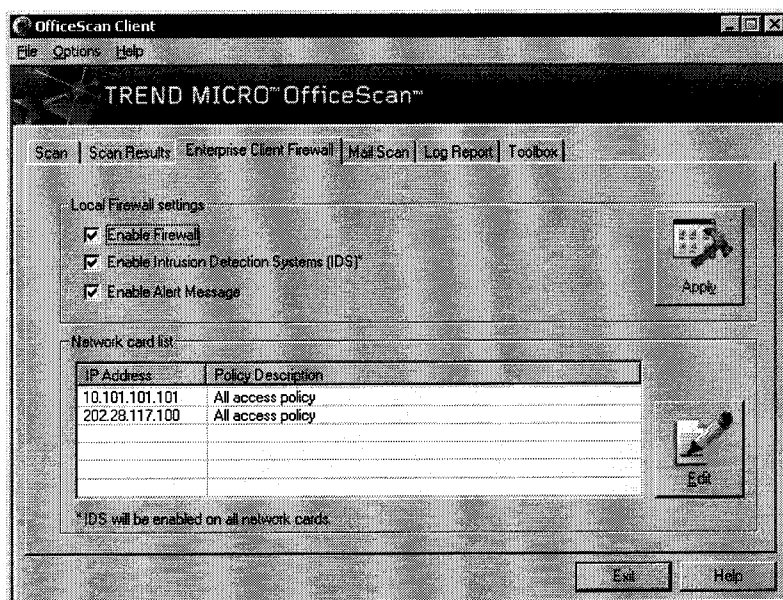 OfficeScan Client
File Options Help
TREND MICRO™ OfficeScan™
Scan Scan Results Enterprise Client Firewall Mail Scan Log Report Toolbox
Local Firewall settings
Enable Firewall
Enable Intrusion Detection Systems (IDS)*
Enable Alert Message
Apply
Network card list
IP Address Policy Description
10.101.101.101 All access policy
202.28.117.100 All access policy
Edit
*IDS will be enabled on all network cards.
Exit Help